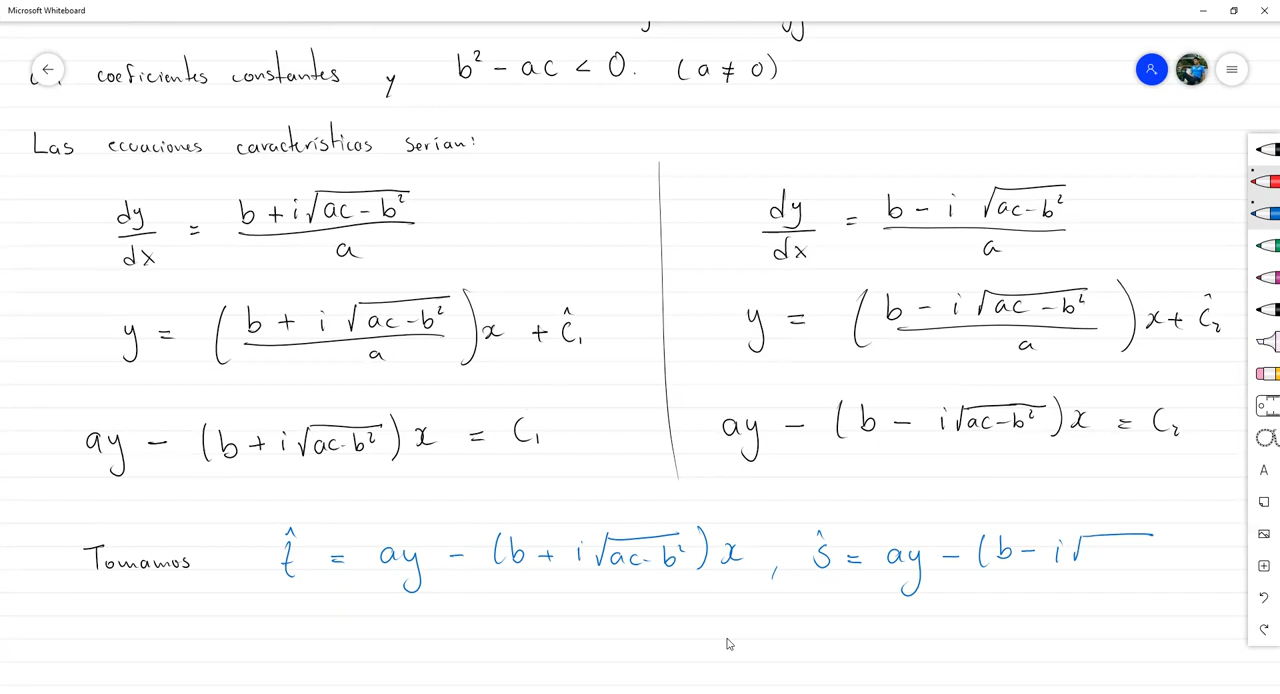 Microsoft Whiteboard
coeficientes constantes y b² - ac < 0. (a ≠ 0)
Las ecuaciones característicos serían:
dy/dx = (b + i√(ac - b²))/a
dy/dx = (b - i √(ac - b²))/a
y = ((b + i √(ac - b²))/a) x + Ĉ₁
y = ((b - i √(ac - b²))/a) x + Ĉ₂
ay - (b + i√(ac - b²)) x = C₁
ay - (b - i√(ac - b²)) x = C₂
Tomamos t̂ = ay - (b + i√(ac - b²)) x , ŝ = ay - (b - i√
A